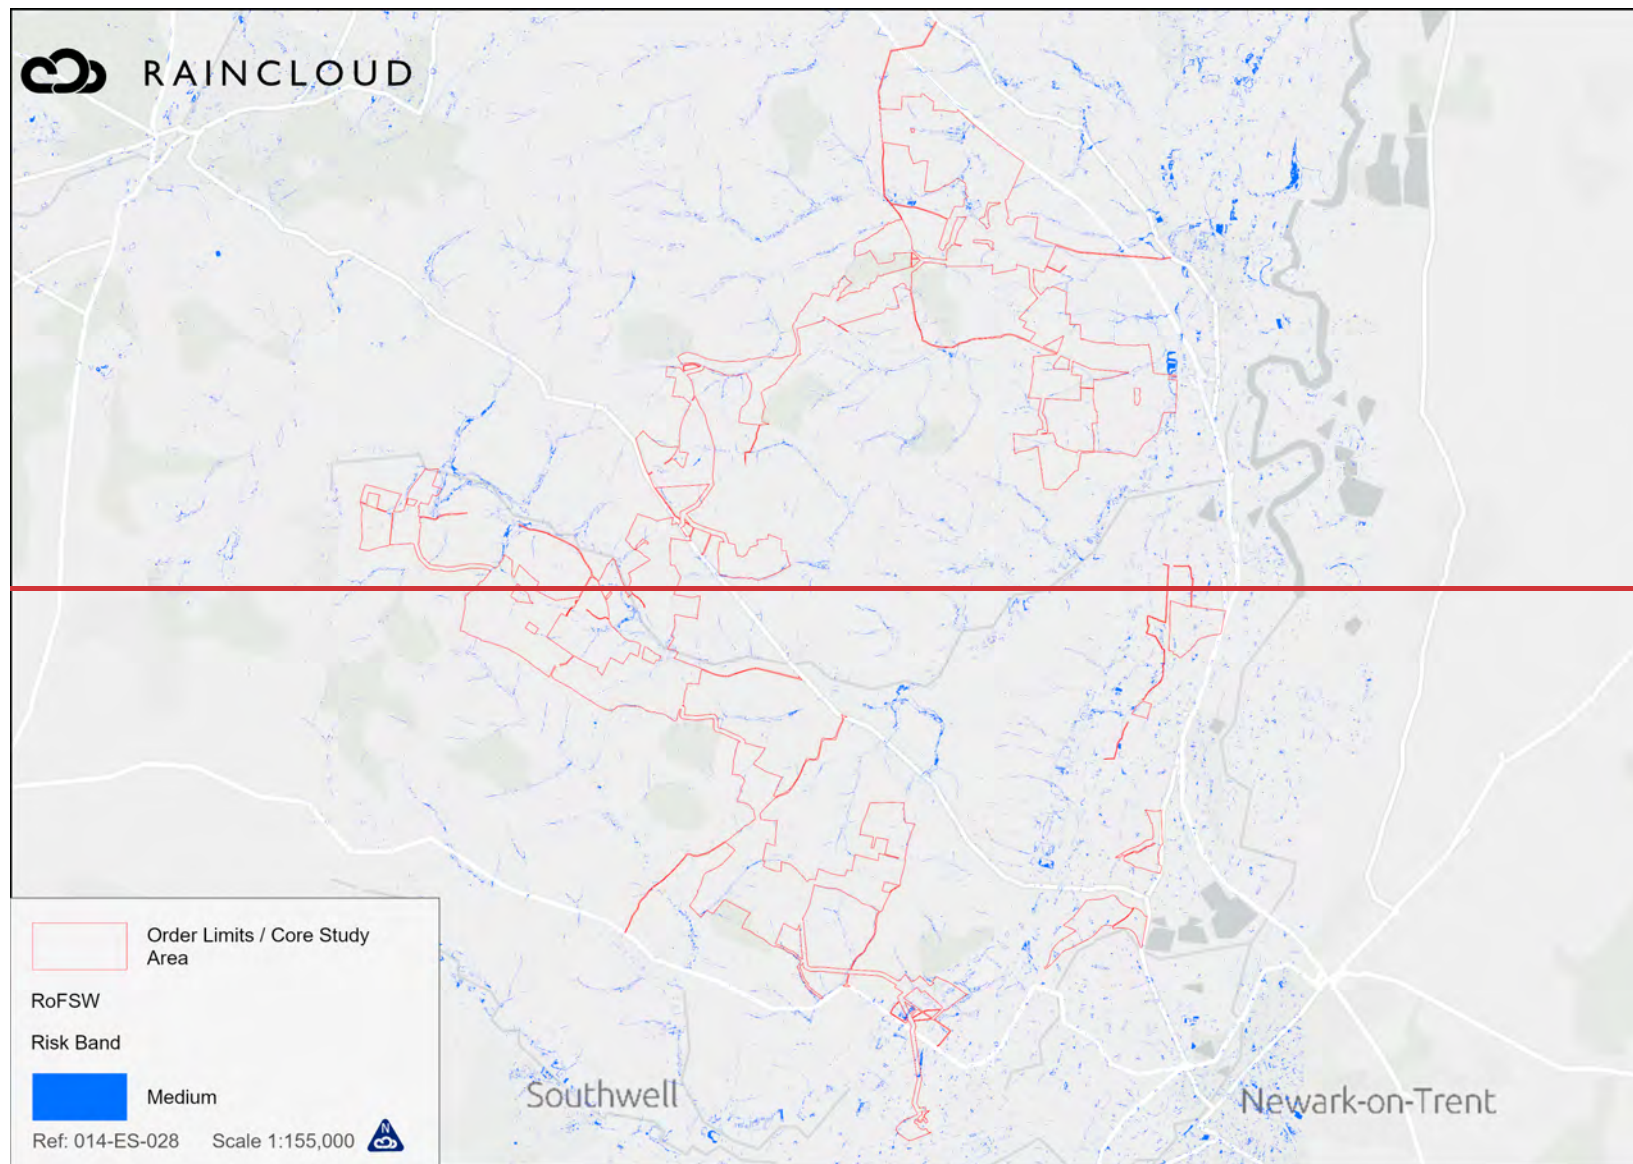 RAINCLOUD
Order Limits / Core Study
Area
RoFSW
Risk Band
Medium
Ref: 014-ES-028 Scale 1:155,000
N
Southwell
Newark-on-Trent